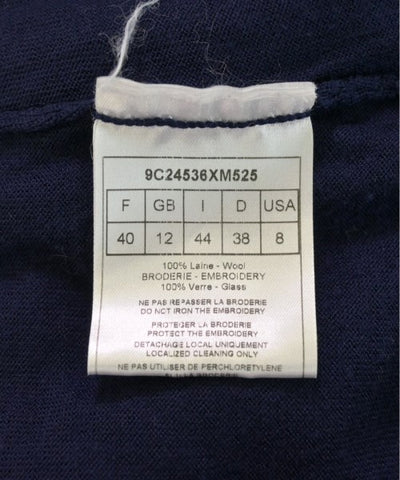 9C24536XM525
F GB I D USA
40 12 44 38 8
100% Laine - Wool
BRODERIE - EMBROIDERY
100% Verre - Glass
NE PAS REPASSER LA BRODERIE
DO NOT IRON THE EMBROIDERY
PROTEGER LA BRODERIE
PROTECT THE EMBROIDERY
DETACHAGE LOCAL UNIQUEMENT
LOCALIZED CLEANING ONLY
NE PAS UTILISER DE PERCHLORETYLENE